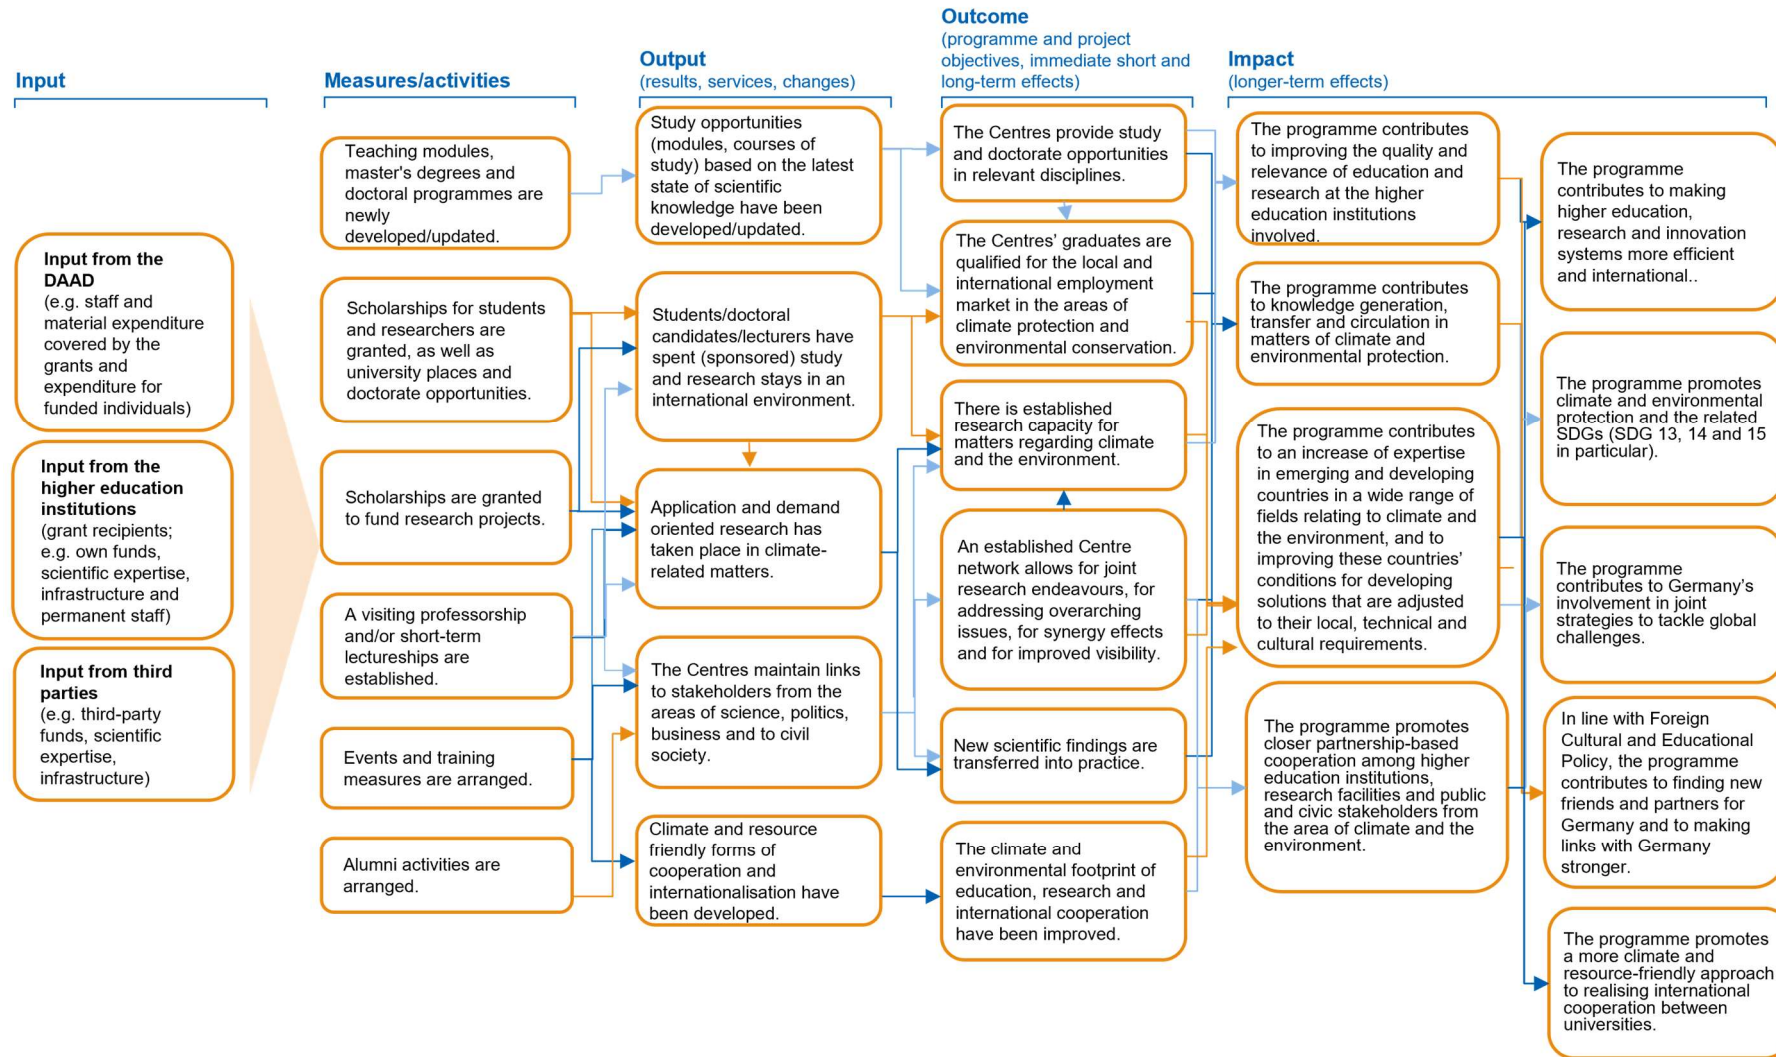 Input
Input from the
DAAD
(e.g. staff and
material expenditure
covered by the
grants and
expenditure for
funded individuals)
Input from the
higher education
institutions
(grant recipients;
e.g. own funds,
scientific expertise,
infrastructure and
permanent staff)
Input from third
parties
(e.g. third-party
funds, scientific
expertise,
infrastructure)
Measures/activities
Teaching modules,
master's degrees and
doctoral programmes are
newly
developed/updated.
Scholarships for students
and researchers are
granted, as well as
university places and
doctorate opportunities.
Scholarships are granted
to fund research projects.
A visiting professorship
and/or short-term
lectureships are
established.
Events and training
measures are arranged.
Alumni activities are
arranged.
Output
(results, services, changes)
Study opportunities
(modules, courses of
study) based on the latest
state of scientific
knowledge have been
developed/updated.
Students/doctoral
candidates/lecturers have
spent (sponsored) study
and research stays in an
international environment.
Application and demand
oriented research has
taken place in climate-
related matters.
The Centres maintain links
to stakeholders from the
areas of science, politics,
business and to civil
society.
Climate and resource
friendly forms of
cooperation and
internationalisation have
been developed.
Outcome
(programme and project
objectives, immediate short and
long-term effects)
The Centres provide study
and doctorate opportunities
in relevant disciplines.
The Centres’ graduates are
qualified for the local and
international employment
market in the areas of
climate protection and
environmental conservation.
There is established
research capacity for
matters regarding climate
and the environment.
An established Centre
network allows for joint
research endeavours, for
addressing overarching
issues, for synergy effects
and for improved visibility.
New scientific findings are
transferred into practice.
The climate and
environmental footprint of
education, research and
international cooperation
have been improved.
Impact
(longer-term effects)
The programme contributes
to improving the quality and
relevance of education and
research at the higher
education institutions
involved.
The programme contributes
to knowledge generation,
transfer and circulation in
matters of climate and
environmental protection.
The programme contributes
to an increase of expertise
in emerging and developing
countries in a wide range of
fields relating to climate and
the environment, and to
improving these countries’
conditions for developing
solutions that are adjusted
to their local, technical and
cultural requirements.
The programme promotes
closer partnership-based
cooperation among higher
education institutions,
research facilities and public
and civic stakeholders from
the area of climate and the
environment.
The programme
contributes to making
higher education,
research and innovation
systems more efficient
and international..
The programme promotes
climate and environmental
protection and the related
SDGs (SDG 13, 14 and 15
in particular).
The programme
contributes to Germany’s
involvement in joint
strategies to tackle global
challenges.
In line with Foreign
Cultural and Educational
Policy, the programme
contributes to finding new
friends and partners for
Germany and to making
links with Germany
stronger.
The programme promotes
a more climate and
resource-friendly approach
to realising international
cooperation between
universities.